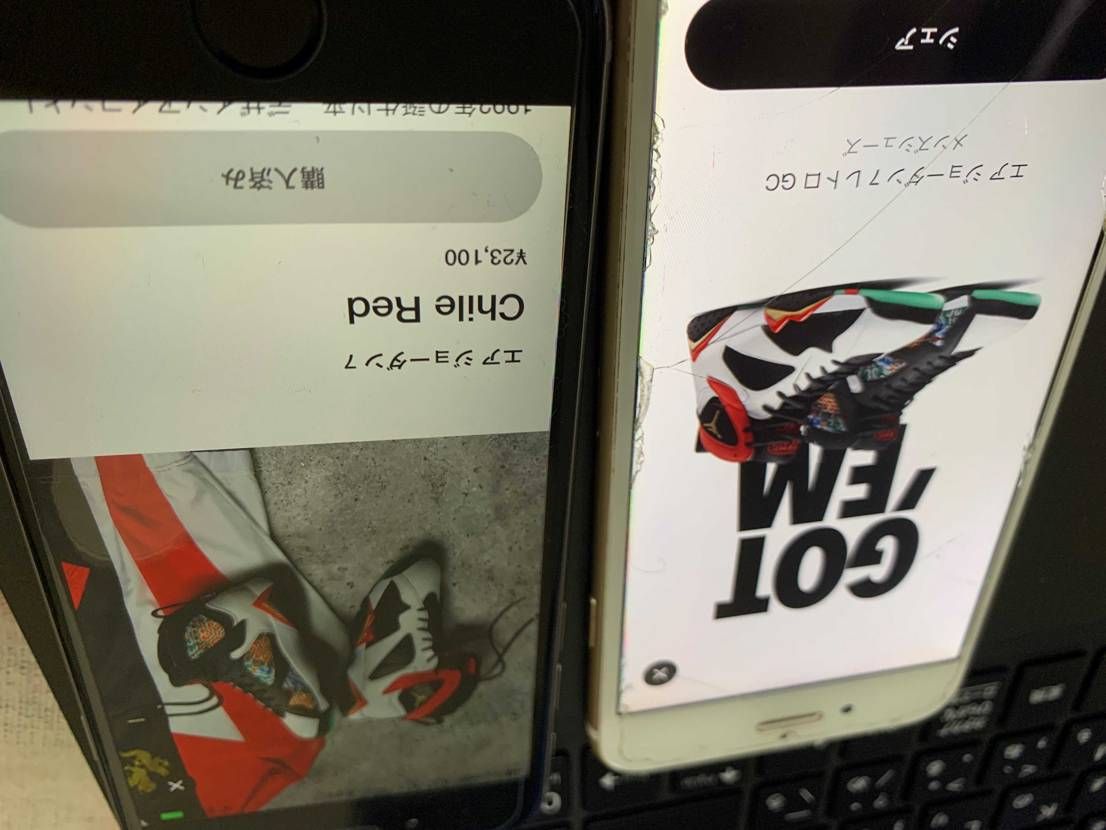 エア ジョーダン 7
Chile Red
¥23,100
購入済み
GOT
'EM
エア ジョーダン 7 レトロ GC
メンズシューズ
シェア